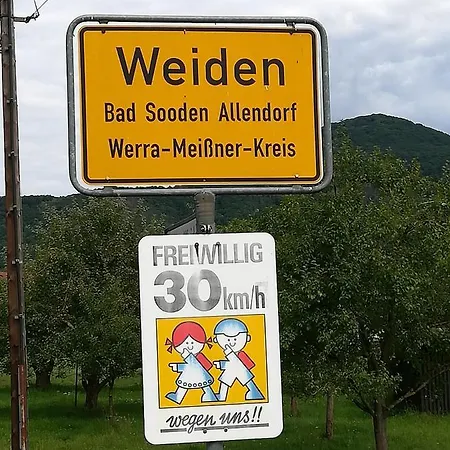 Weiden
Bad Sooden Allendorf
Werra-Meißner-Kreis
FREIWILLIG
30 km/h
wegen uns!!